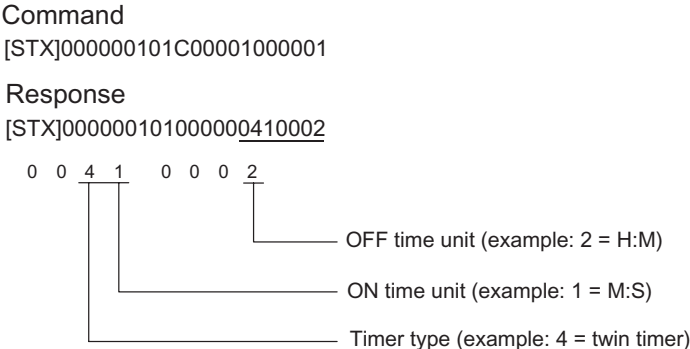 Command
[STX]000000101C00001000001
Response
[STX]0000001010000000410002
0 0 4 1 0 0 0 2
OFF time unit (example: 2 = H:M)
ON time unit (example: 1 = M:S)
Timer type (example: 4 = twin timer)